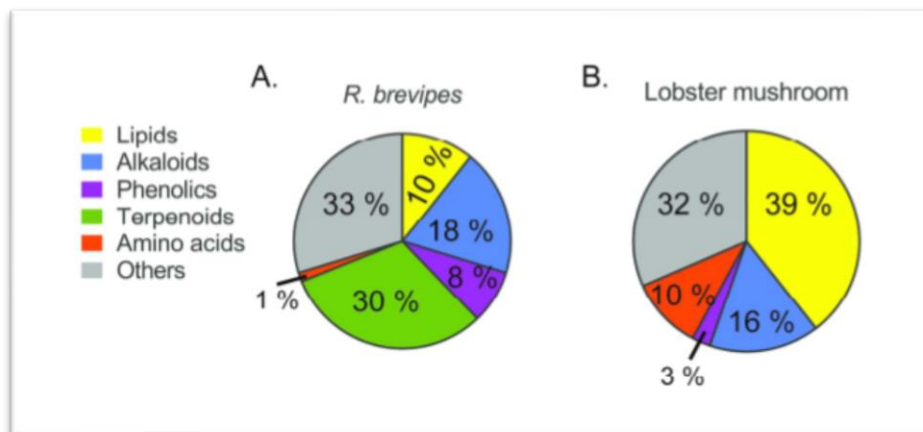 A.
R. brevipes
B.
Lobster mushroom
Lipids
Alkaloids
Phenolics
Terpenoids
Amino acids
Others
10 %
18 %
8 %
30 %
1 %
33 %
39 %
16 %
3 %
10 %
32 %